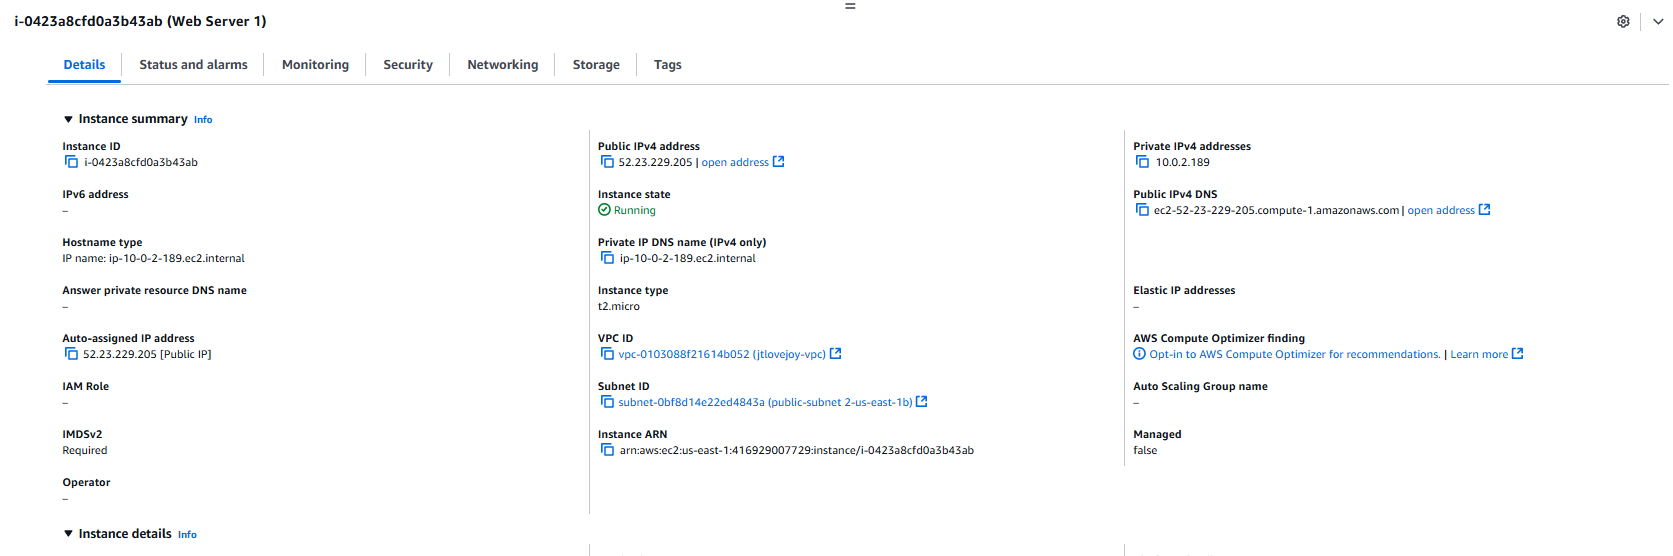 i-0423a8cfd0a3b43ab (Web Server 1)
Details
Status and alarms
Monitoring
Security
Networking
Storage
Tags
Instance summary Info
Instance ID
i-0423a8cfd0a3b43ab
Public IPv4 address
52.23.229.205 | open address
Private IPv4 addresses
10.0.2.189
IPv6 address
–
Instance state
Running
Public IPv4 DNS
ec2-52-23-229-205.compute-1.amazonaws.com | open address
Hostname type
IP name: ip-10-0-2-189.ec2.internal
Private IP DNS name (IPv4 only)
ip-10-0-2-189.ec2.internal
Answer private resource DNS name
–
Instance type
t2.micro
Elastic IP addresses
–
Auto-assigned IP address
52.23.229.205 [Public IP]
VPC ID
vpc-0103088f21614b052 (jtlovejoy-vpc)
AWS Compute Optimizer finding
Opt-in to AWS Compute Optimizer for recommendations. | Learn more
IAM Role
–
Subnet ID
subnet-0bf8d14e22ed4843a (public-subnet 2-us-east-1b)
Auto Scaling Group name
–
IMDSv2
Required
Instance ARN
arn:aws:ec2:us-east-1:416929007729:instance/i-0423a8cfd0a3b43ab
Managed
false
Operator
–
Instance details Info